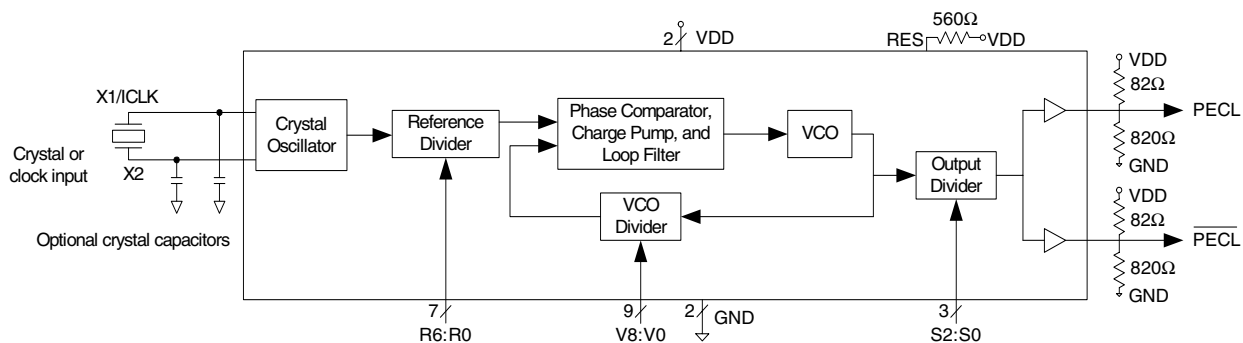 560Ω
2 VDD
RES VDD
VDD
82Ω
PECL
820Ω
GND
X1/ICLK
X2
Crystal or
clock input
Optional crystal capacitors
Crystal
Oscillator
Reference
Divider
Phase Comparator,
Charge Pump, and
Loop Filter
VCO
VCO
Divider
Output
Divider
VDD
82Ω
PECL
820Ω
GND
7
R6:R0
9
V8:V0
2 GND
3
S2:S0